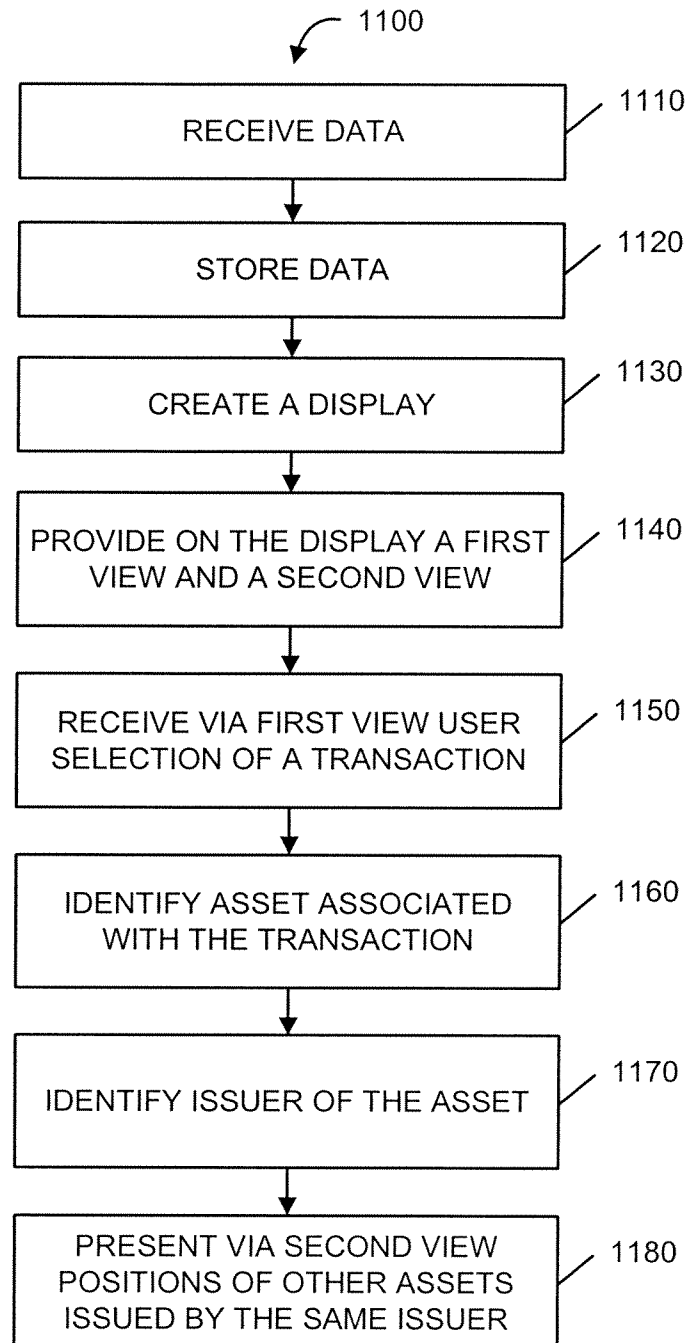 1100
RECEIVE DATA
1110
STORE DATA
1120
CREATE A DISPLAY
1130
PROVIDE ON THE DISPLAY A FIRST
VIEW AND A SECOND VIEW
1140
RECEIVE VIA FIRST VIEW USER
SELECTION OF A TRANSACTION
1150
IDENTIFY ASSET ASSOCIATED
WITH THE TRANSACTION
1160
IDENTIFY ISSUER OF THE ASSET
1170
PRESENT VIA SECOND VIEW
POSITIONS OF OTHER ASSETS
ISSUED BY THE SAME ISSUER
1180